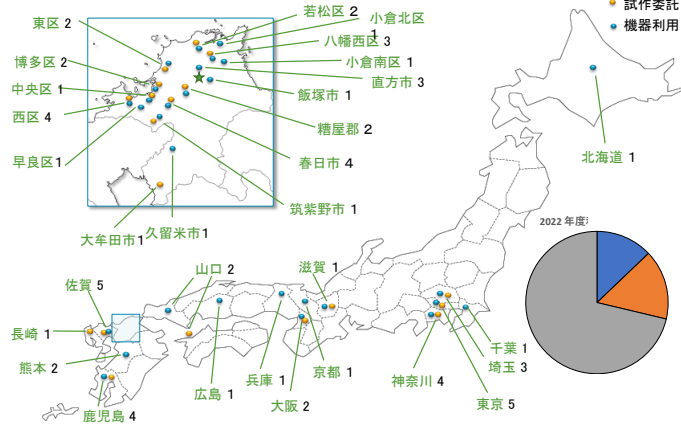 試作委託
機器利用
若松区 2
小倉北区
1
東区 2
八幡西区 3
小倉南区 1
博多区 2
直方市 3
中央区 1
飯塚市 1
西区 4
糟屋郡 2
早良区1
春日市 4
北海道 1
筑紫野市 1
大牟田市1
久留米市1
2022 年度
山口 2
滋賀 1
佐賀 5
長崎 1
千葉 1
熊本 2
埼玉 3
神奈川 4
京都 1
兵庫 1
広島 1
大阪 2
東京 5
鹿児島 4